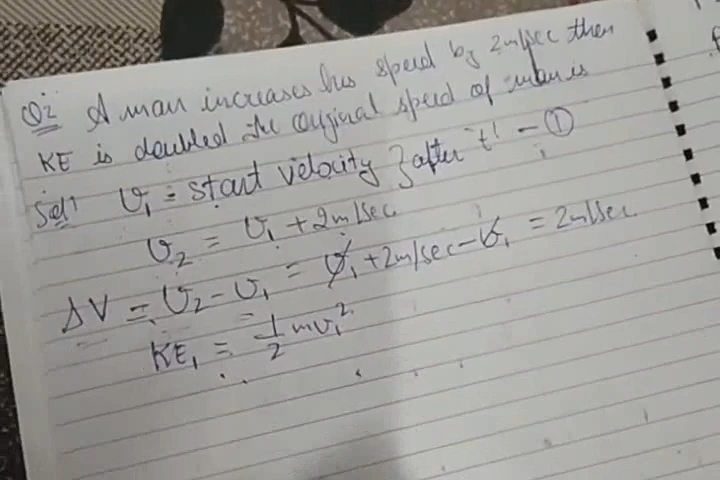 Q2 A man increases his speed by 2m/sec then
KE is doubled the original speed of man is
Sol! V₁ = start velocity } after 't' - ①
V₂ = V₁ + 2m/sec
ΔV = V₂ - V₁ = V₁ + 2m/sec - V₁ = 2m/sec
KE₁ = 1/2 mv₁²